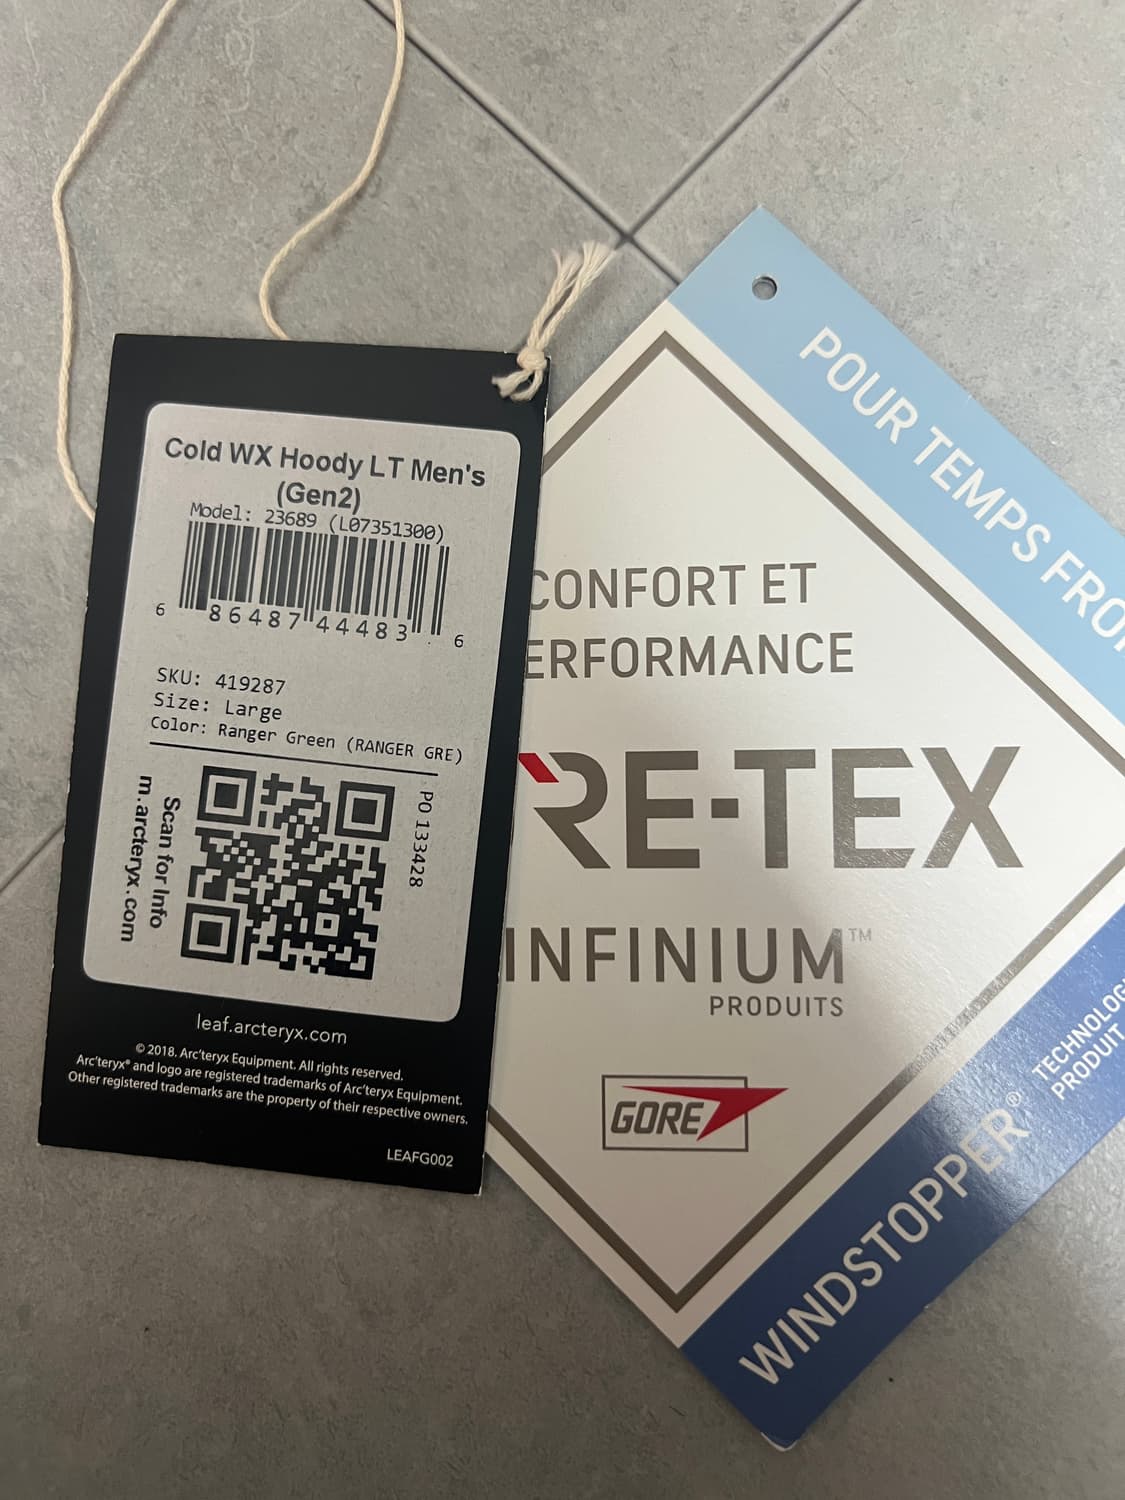 Cold WX Hoody LT Men's
(Gen2)
Model: 23689 (L07351300)
6 86487 44483 6
SKU: 419287
Size: Large
Color: Ranger Green (RANGER GRE)
PO 133428
Scan for Info
m.arcteryx.com
leaf.arcteryx.com
© 2018. Arc'teryx Equipment. All rights reserved.
Arc'teryx® and logo are registered trademarks of Arc'teryx Equipment.
Other registered trademarks are the property of their respective owners.
LEAFG002
POUR TEMPS
CONFORT ET
ERFORMANCE
RE-TEX
INFINIUM™
PRODUITS
GORE
WINDSTOPPER®
PRODUIT